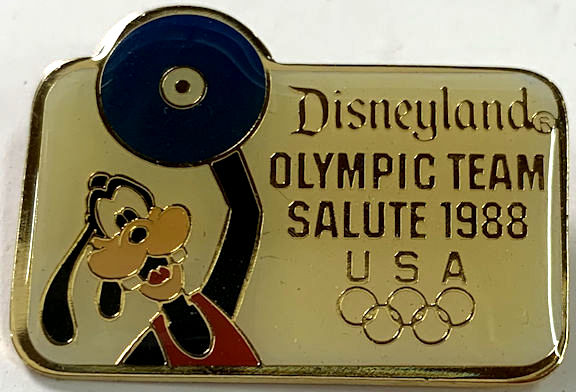 Disneyland®
OLYMPIC TEAM
SALUTE 1988
USA